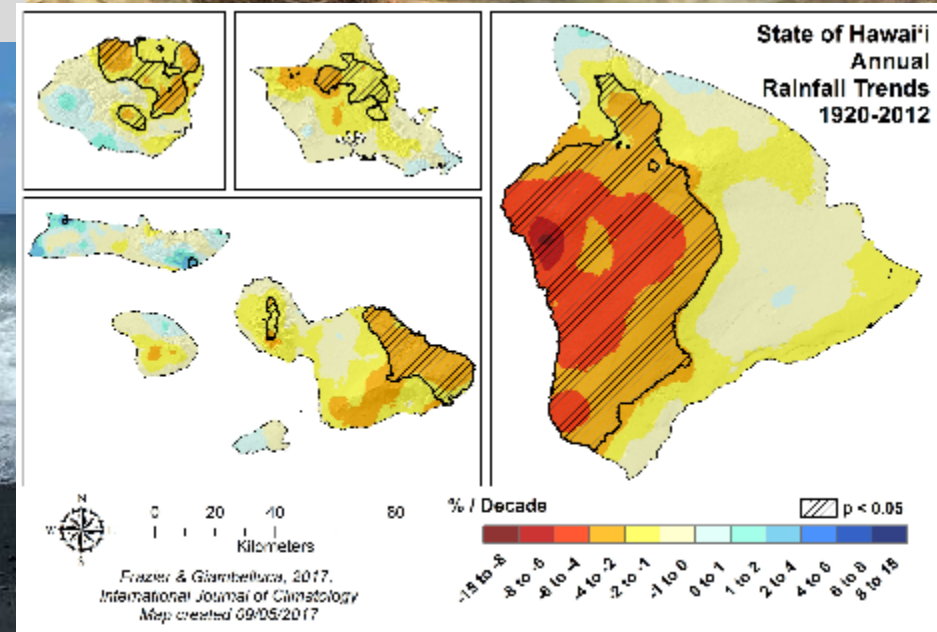 State of Hawaiʻi
Annual
Rainfall Trends
1920-2012
N
W
E
S
0 20 40 80
Kilometers
Frazier & Giambelluca, 2017.
International Journal of Climatology
Map created 09/05/2017
% / Decade
p < 0.05
-15 to -8
-8 to -6
-6 to -4
-4 to -2
-2 to -1
-1 to 0
0 to 1
1 to 2
2 to 4
4 to 6
6 to 8
8 to 15